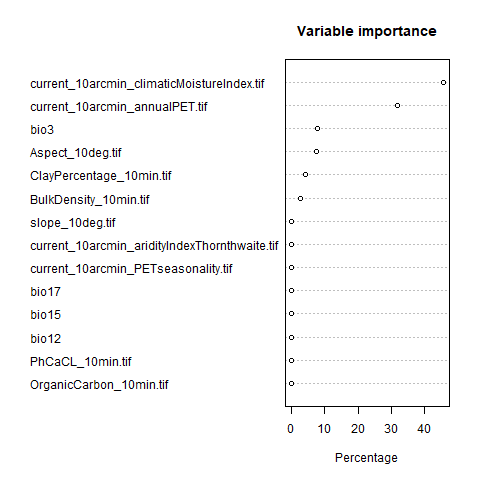 Variable importance
current_10arcmin_climaticMoistureIndex.tif
current_10arcmin_annualPET.tif
bio3
Aspect_10deg.tif
ClayPercentage_10min.tif
BulkDensity_10min.tif
slope_10deg.tif
current_10arcmin_aridityIndexThornthwaite.tif
current_10arcmin_PETseasonality.tif
bio17
bio15
bio12
PhCaCL_10min.tif
OrganicCarbon_10min.tif
0 10 20 30 40
Percentage